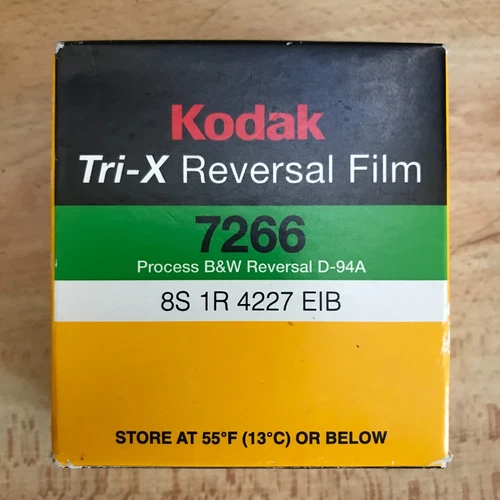 Kodak
Tri-X Reversal Film
7266
Process B&W Reversal D-94A
8S 1R 4227 EIB
STORE AT 55°F (13°C) OR BELOW